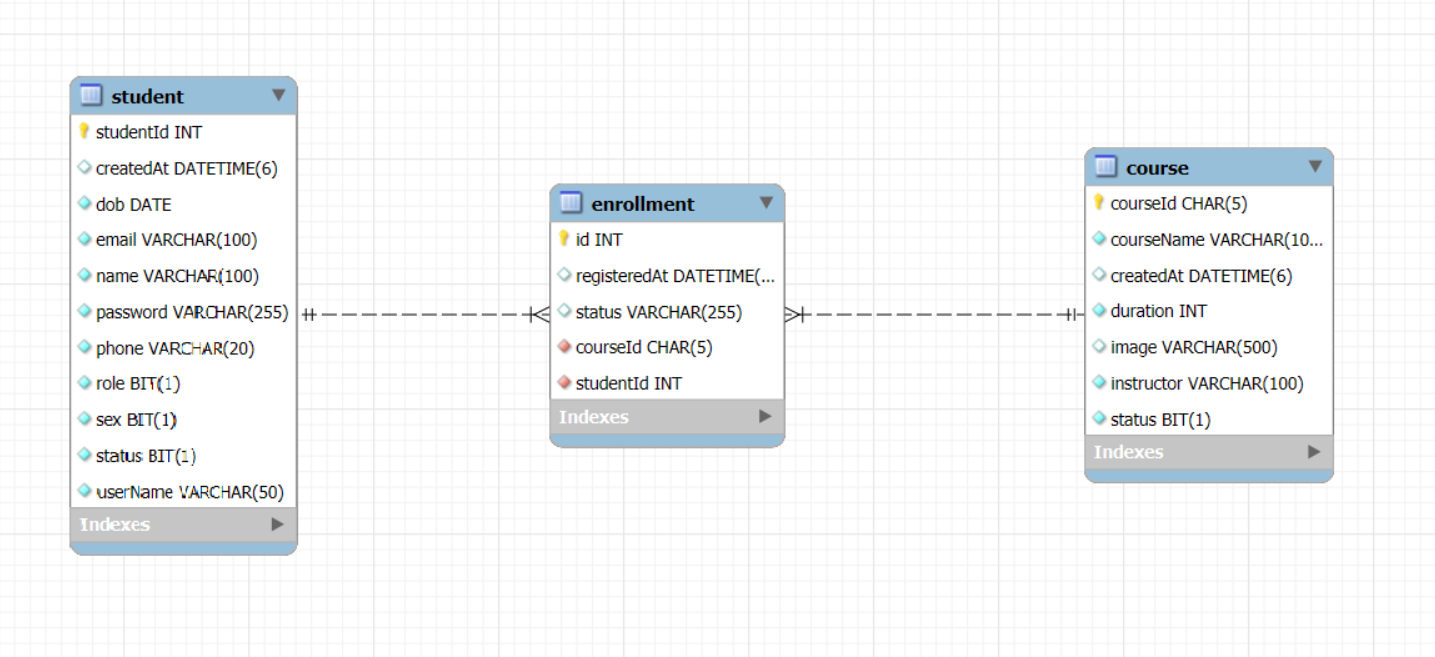 student
studentId INT
createdAt DATETIME(6)
dob DATE
email VARCHAR(100)
name VARCHAR(100)
password VARCHAR(255)
phone VARCHAR(20)
role BIT(1)
sex BIT(1)
status BIT(1)
userName VARCHAR(50)
Indexes
enrollment
id INT
registeredAt DATETIME(...
status VARCHAR(255)
courseId CHAR(5)
studentId INT
Indexes
course
courseId CHAR(5)
courseName VARCHAR(10...
createdAt DATETIME(6)
duration INT
image VARCHAR(500)
instructor VARCHAR(100)
status BIT(1)
Indexes